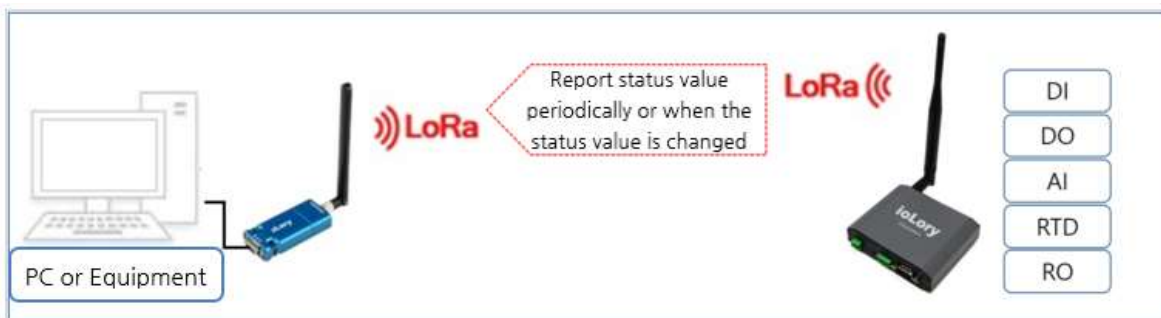 Report status value
periodically or when the
status value is changed
LoRa
LoRa
PC or Equipment
ioLory
DI
DO
AI
RTD
RO